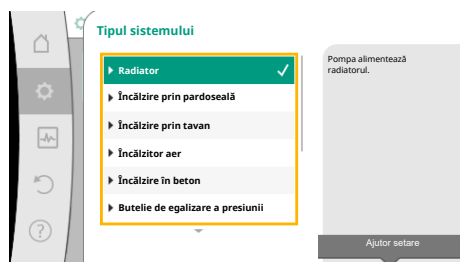 Tipul sistemului
Radiator
Încălzire prin pardoseală
Încălzire prin tavan
Încălzitor aer
Încălzire în beton
Butelie de egalizare a presiunii
Pompa alimentează
radiatorul.
Ajutor setare
?